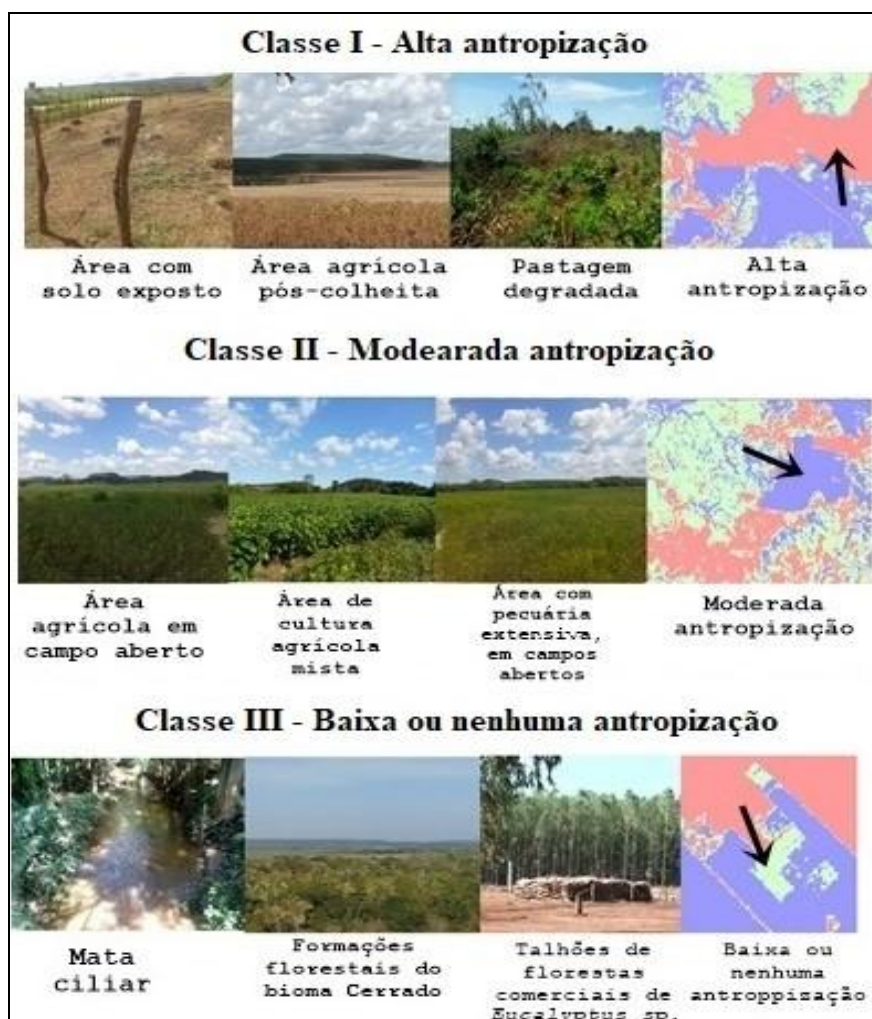 Classe I - Alta antropização
Área com
solo exposto
Área agrícola
pós-colheita
Pastagem
degradada
Alta
antropização
Classe II - Modearada antropização
Área
agrícola em
campo aberto
Área de
cultura
agrícola
mista
Área com
pecuária
extensiva,
em campos
abertos
Moderada
antropização
Classe III - Baixa ou nenhuma antropização
Mata
ciliar
Formações
florestais do
bioma Cerrado
Talhões de
florestas
comerciais de
Eucalyptus sp.
Baixa ou
nenhuma
antroppização